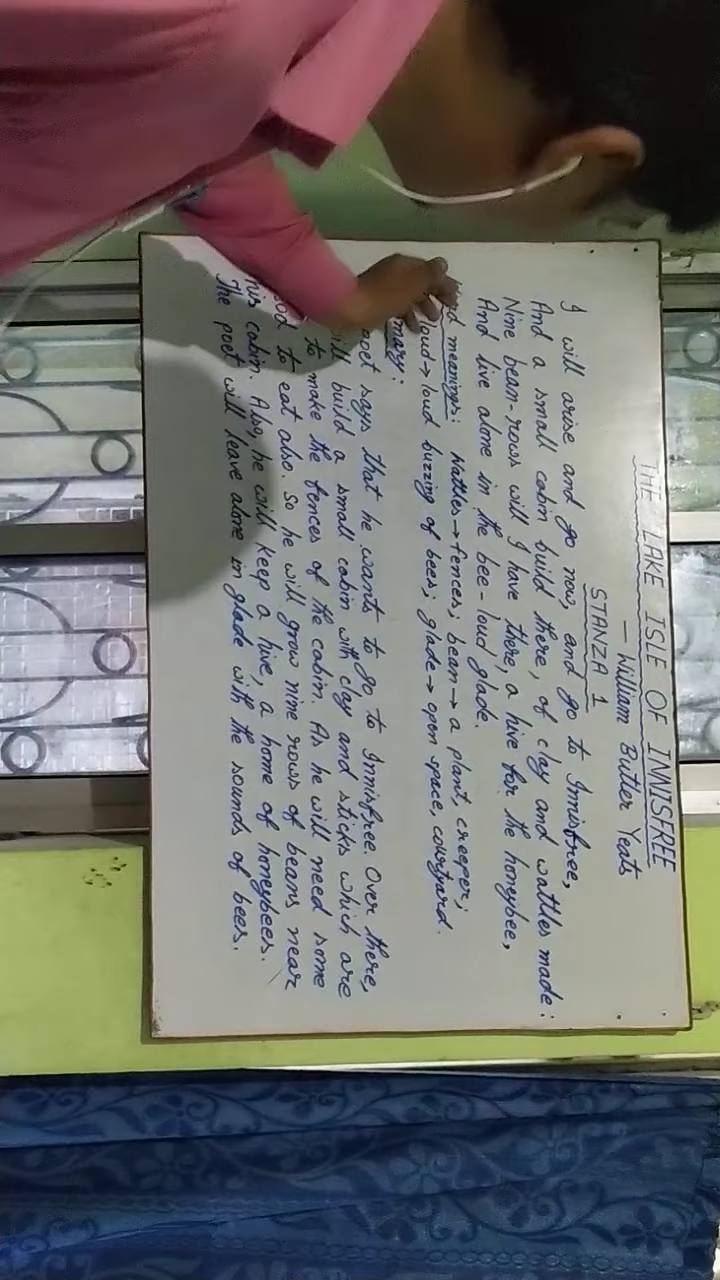 THE LAKE ISLE OF INNISFREE
— William Butler Yeats
STANZA 1
I will arise and go now, and go to Innisfree,
And a small cabin build there, of clay and wattles made:
Nine bean-rows will I have there, a hive for the honeybee,
And live alone in the bee-loud glade.
meanings: Wattles → fences; bean → a plant, creeper;
loud → loud buzzing of bees; glade → open space, courtyard.
mary:
poet says that he wants to go to Innisfree. Over there,
build a small cabin with clay and sticks which are
to make the fences of the cabin. As he will need some
to eat also. So he will grow nine rows of beans near
his cabin. Also, he will keep a hive, a home of honeybees.
The poet will leave alone in glade with the sounds of bees.